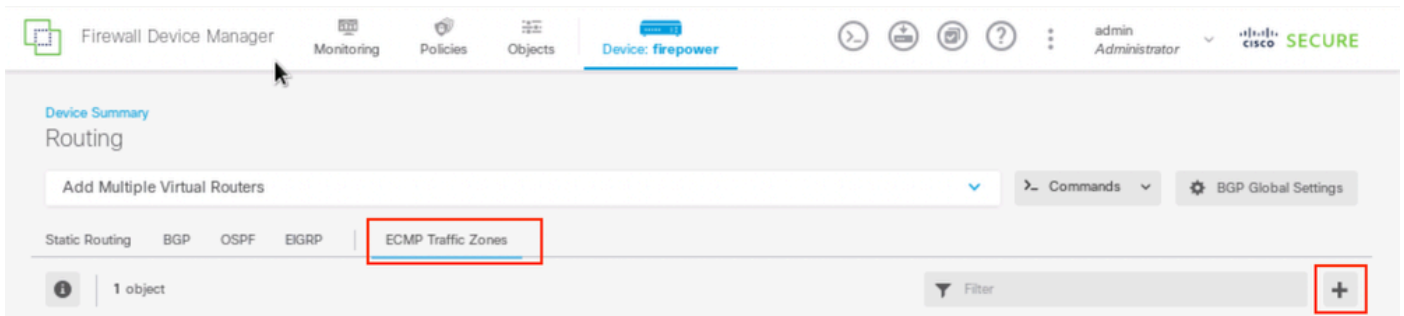 Firewall Device Manager
Monitoring
Policies
Objects
Device: firepower
admin
Administrator
cisco SECURE
Device Summary
Routing
Add Multiple Virtual Routers
>_ Commands
BGP Global Settings
Static Routing BGP OSPF EIGRP ECMP Traffic Zones
1 object
Filter